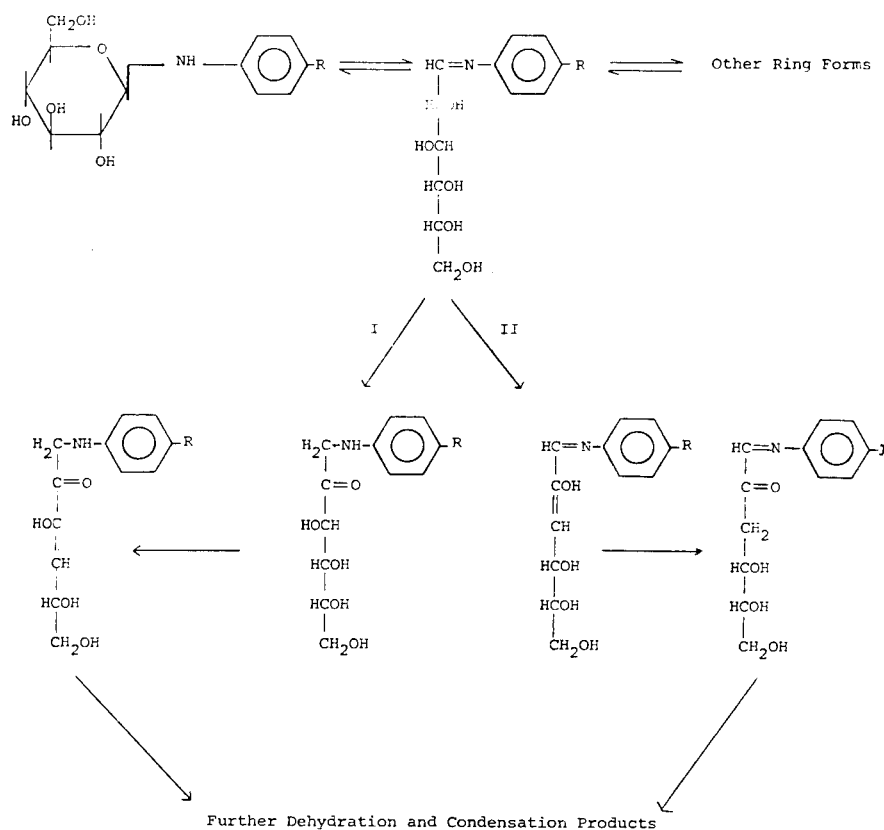 CH2OH
O
NH
R
OH
HO
OH
CH=N
R
Other Ring Forms
HOCH
HCOH
HCOH
CH2OH
I
II
H2C-NH
R
C=O
HOC
CH
HCOH
CH2OH
H2C-NH
R
C=O
HOCH
HCOH
HCOH
CH2OH
HC=N
R
COH
CH
HCOH
HCOH
CH2OH
HC=N
C=O
CH2
HCOH
HCOH
CH2OH
Further Dehydration and Condensation Products